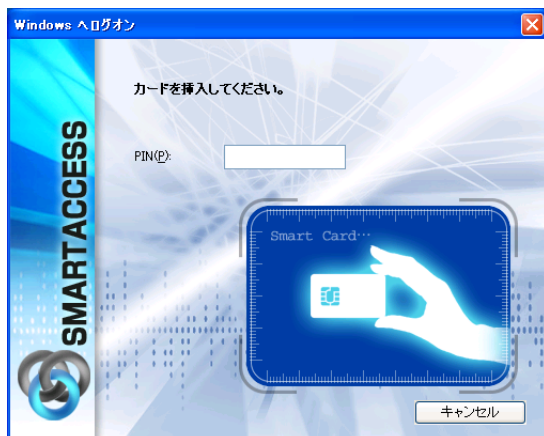 Windows へログオン
カードを挿入してください。
PIN(P):
Smart Card…
SMARTACCESS
キャンセル